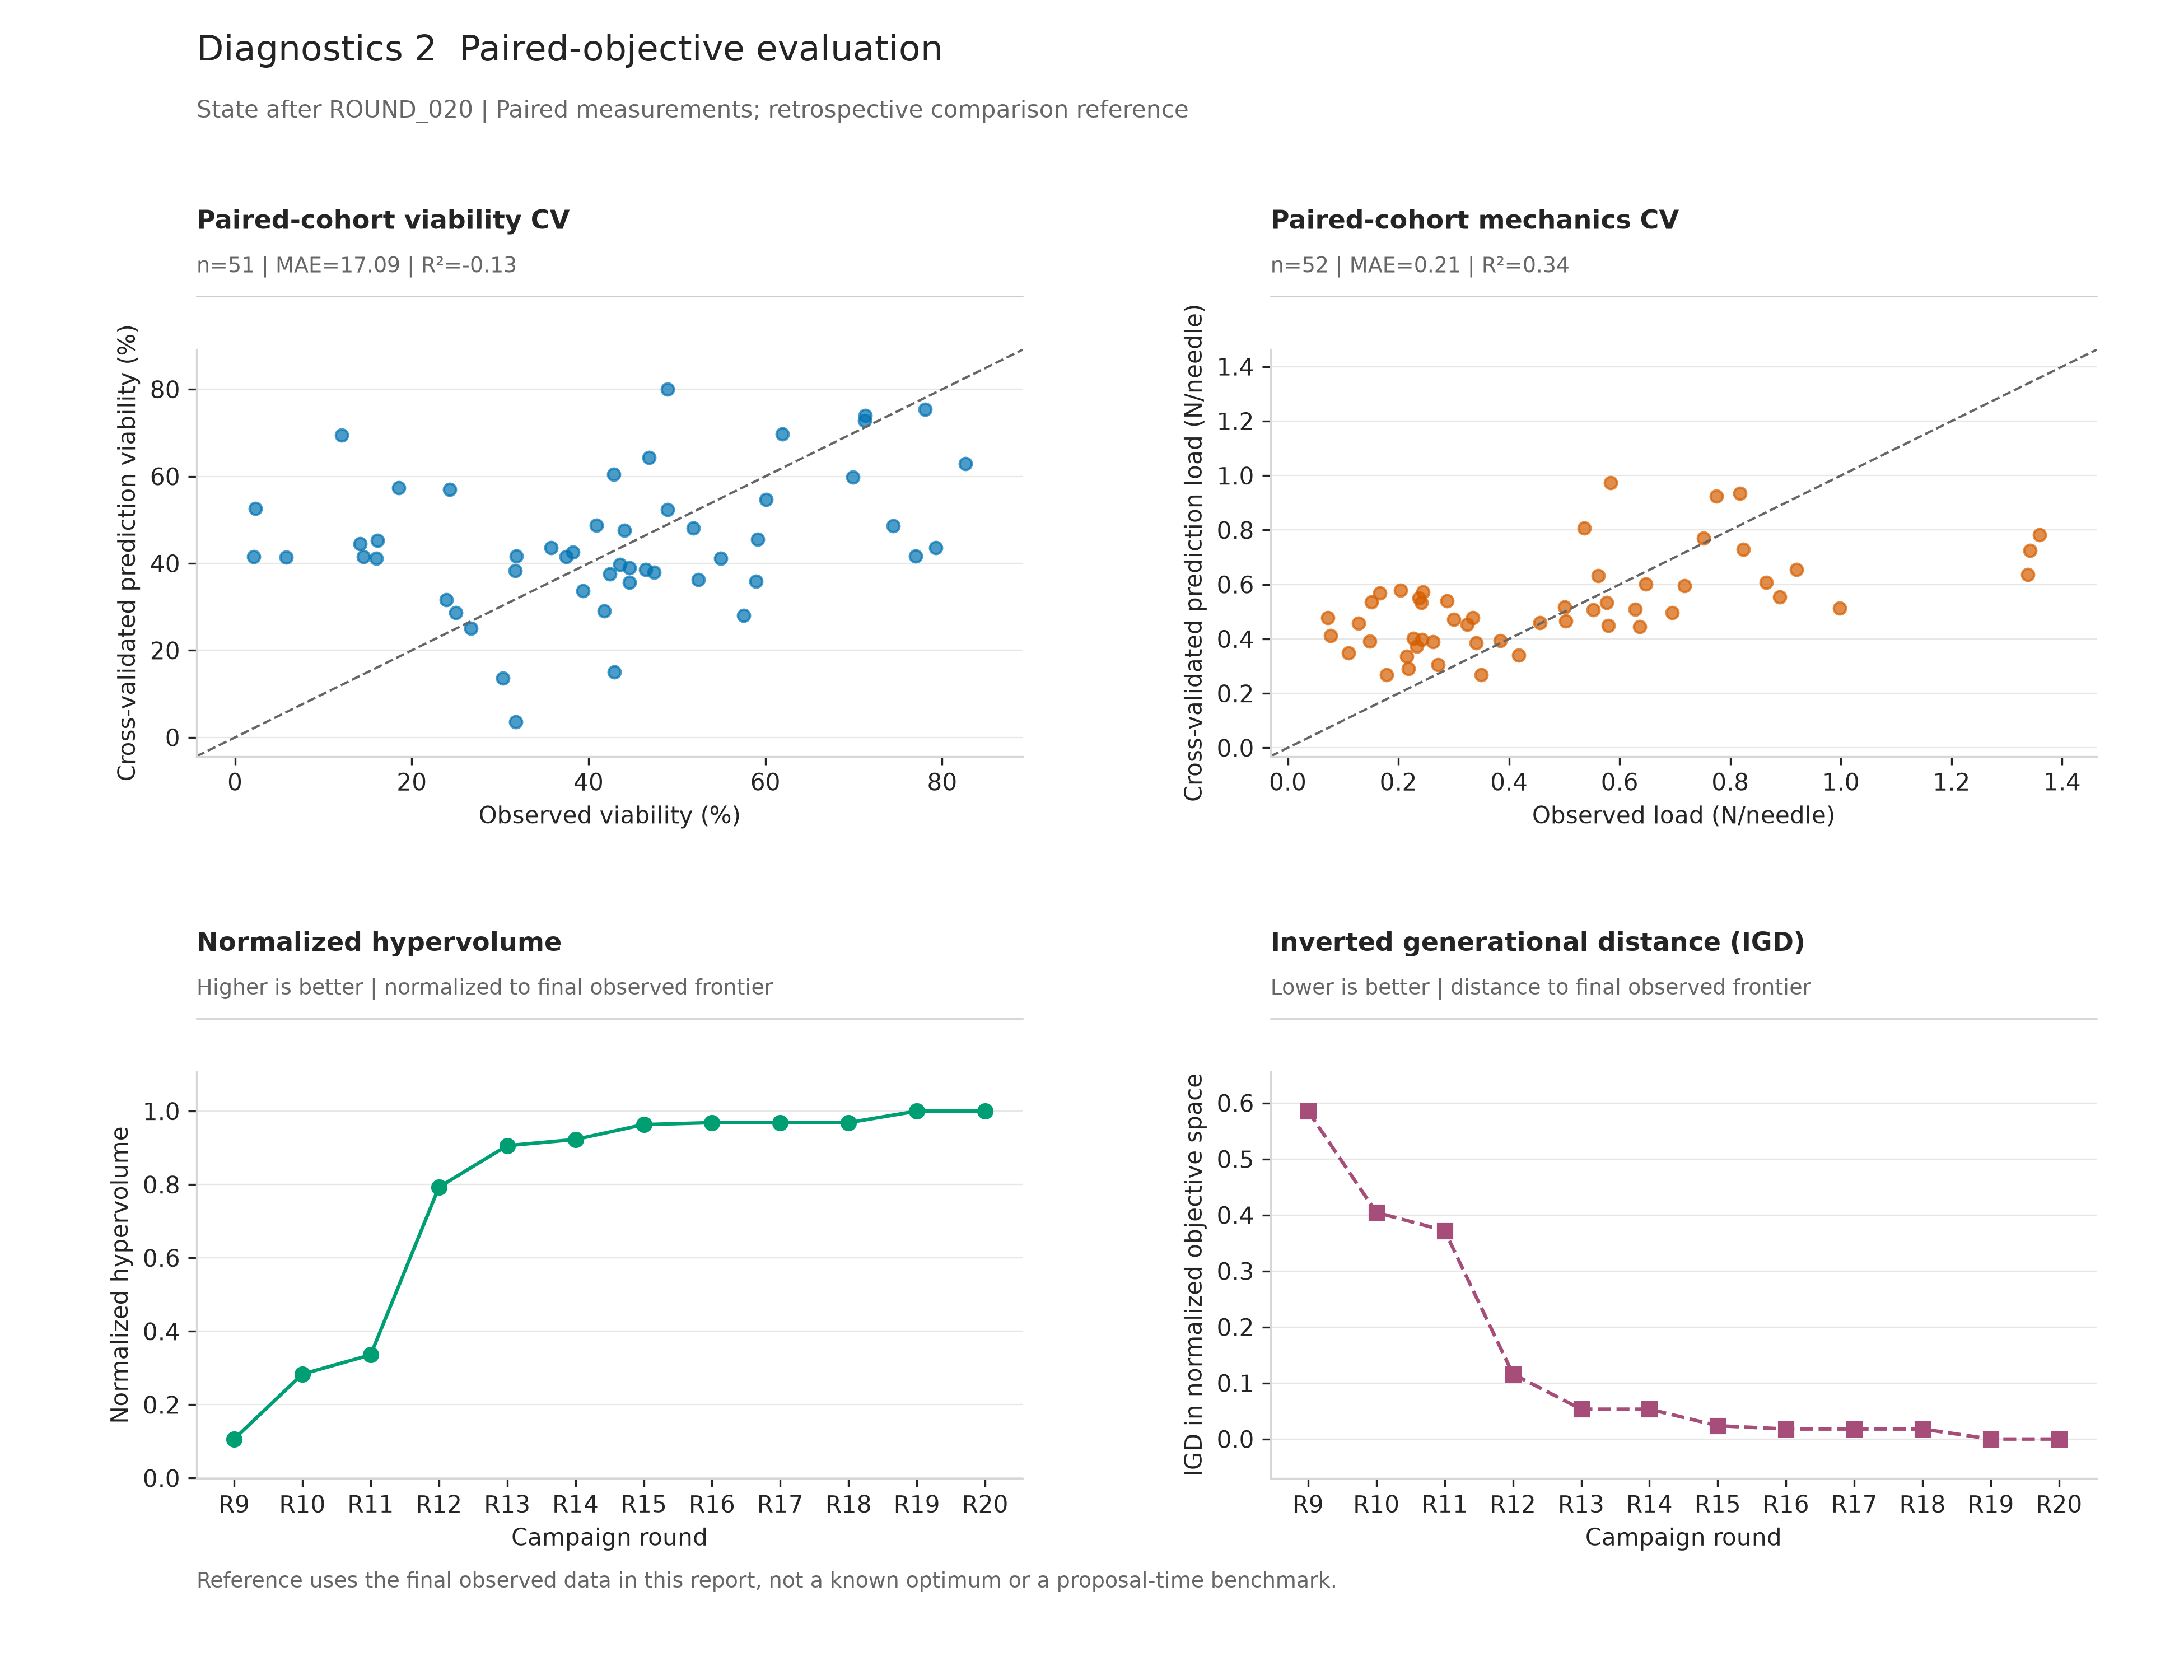 Diagnostics 2  Paired-objective evaluation
State after ROUND_020 | Paired measurements; retrospective comparison reference
Paired-cohort viability CV
n=51 | MAE=17.09 | R²=-0.13
Cross-validated prediction viability (%)
80
60
40
20
0
0 20 40 60 80
Observed viability (%)
Paired-cohort mechanics CV
n=52 | MAE=0.21 | R²=0.34
Cross-validated prediction load (N/needle)
1.4
1.2
1.0
0.8
0.6
0.4
0.2
0.0
0.0 0.2 0.4 0.6 0.8 1.0 1.2 1.4
Observed load (N/needle)
Normalized hypervolume
Higher is better | normalized to final observed frontier
Normalized hypervolume
1.0
0.8
0.6
0.4
0.2
0.0
R9 R10 R11 R12 R13 R14 R15 R16 R17 R18 R19 R20
Campaign round
Inverted generational distance (IGD)
Lower is better | distance to final observed frontier
IGD in normalized objective space
0.6
0.5
0.4
0.3
0.2
0.1
0.0
R9 R10 R11 R12 R13 R14 R15 R16 R17 R18 R19 R20
Campaign round
Reference uses the final observed data in this report, not a known optimum or a proposal-time benchmark.